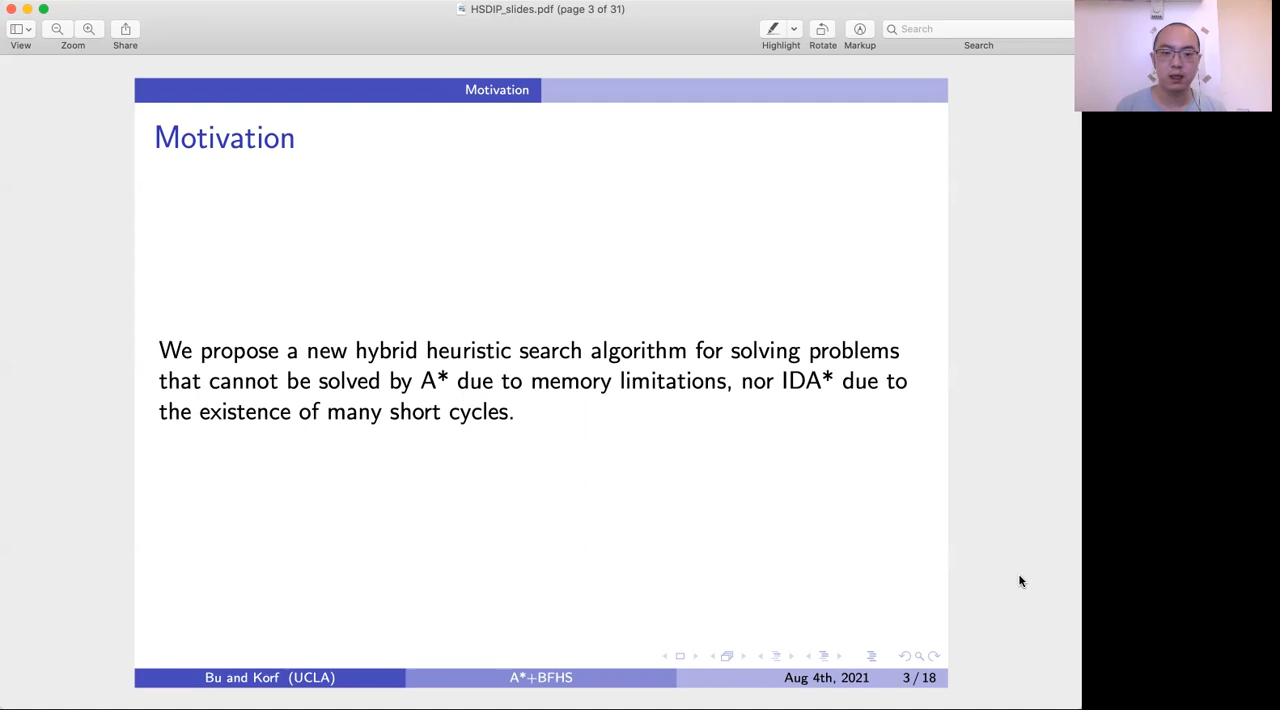 HSDIP_slides.pdf (page 3 of 31)
View
Zoom
Share
Highlight
Rotate
Markup
Search
Search
Motivation
Motivation
We propose a new hybrid heuristic search algorithm for solving problems
that cannot be solved by A* due to memory limitations, nor IDA* due to
the existence of many short cycles.
Bu and Korf (UCLA)
A*+BFHS
Aug 4th, 2021
3 / 18